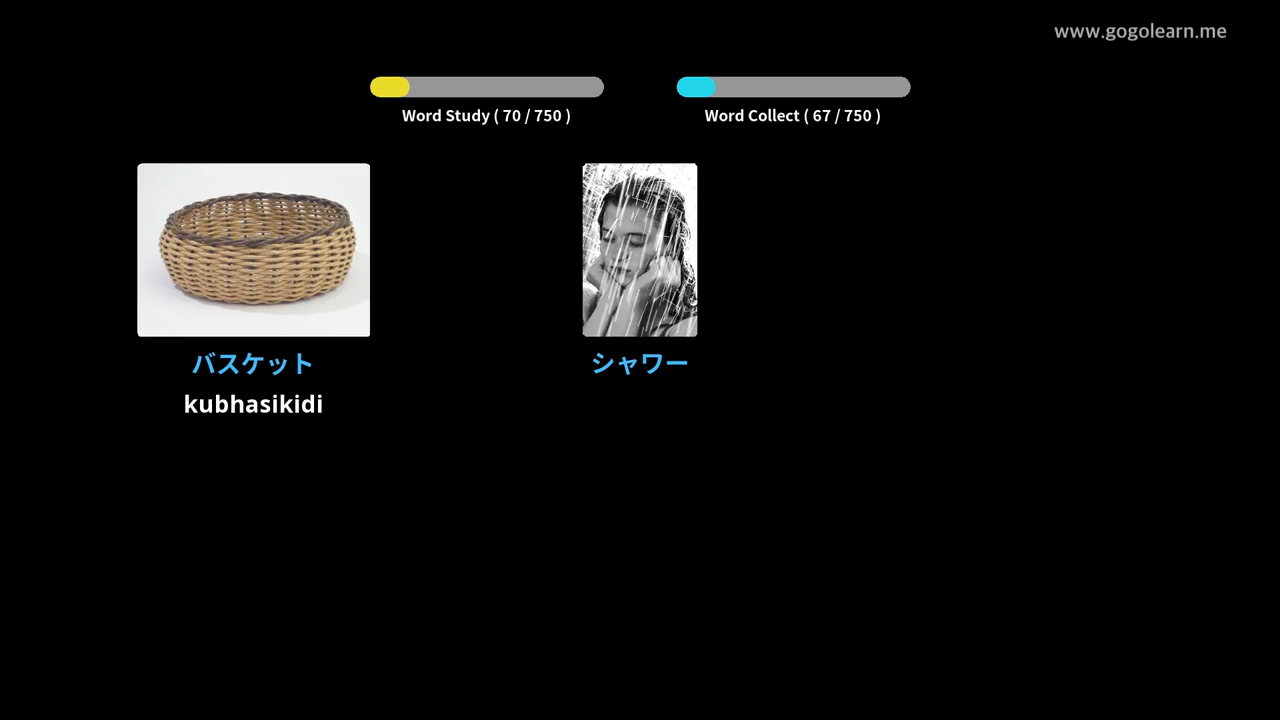 www.gogolearn.me
Word Study ( 70 / 750 )
Word Collect ( 67 / 750 )
バスケット
シャワー
kubhasikidi